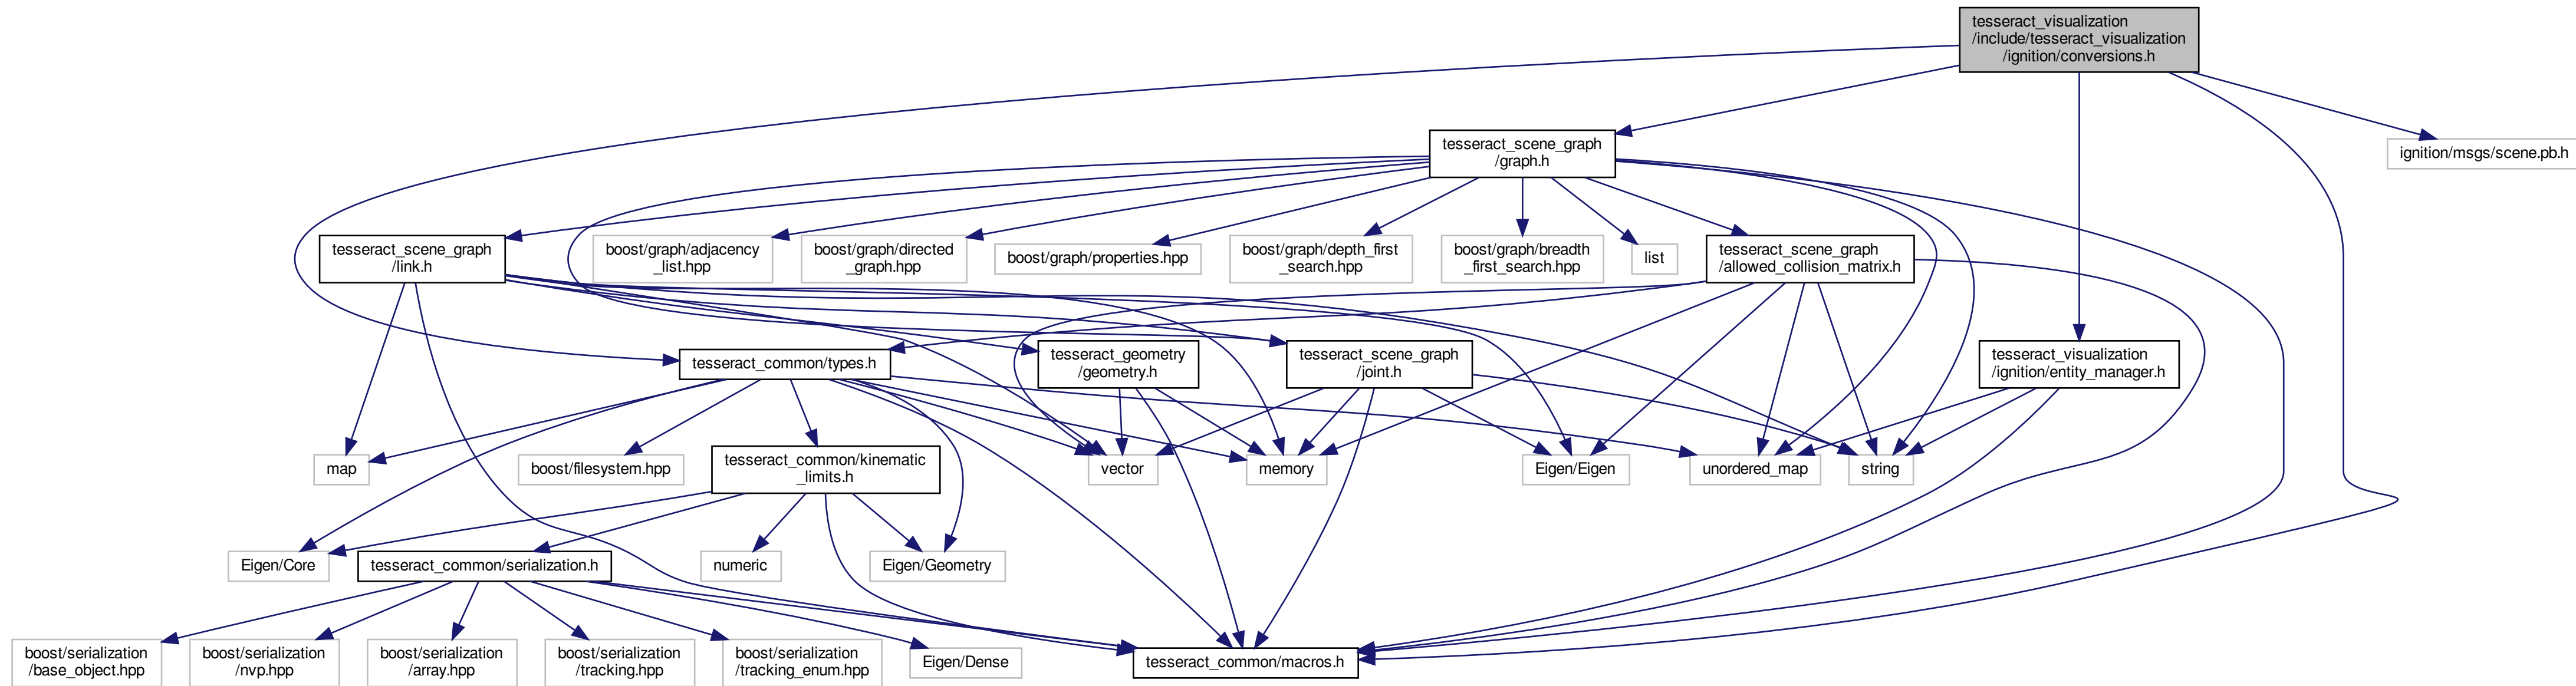 tesseract_visualization
/include/tesseract_visualization
/ignition/conversions.h
tesseract_scene_graph
/graph.h
ignition/msgs/scene.pb.h
tesseract_scene_graph
/link.h
boost/graph/adjacency
_list.hpp
boost/graph/directed
_graph.hpp
boost/graph/properties.hpp
boost/graph/depth_first
_search.hpp
boost/graph/breadth
_first_search.hpp
list
tesseract_scene_graph
/allowed_collision_matrix.h
tesseract_common/types.h
tesseract_geometry
/geometry.h
tesseract_scene_graph
/joint.h
tesseract_visualization
/ignition/entity_manager.h
map
boost/filesystem.hpp
tesseract_common/kinematic
_limits.h
vector
memory
Eigen/Eigen
unordered_map
string
Eigen/Core
tesseract_common/serialization.h
numeric
Eigen/Geometry
boost/serialization
/base_object.hpp
boost/serialization
/nvp.hpp
boost/serialization
/array.hpp
boost/serialization
/tracking.hpp
boost/serialization
/tracking_enum.hpp
Eigen/Dense
tesseract_common/macros.h